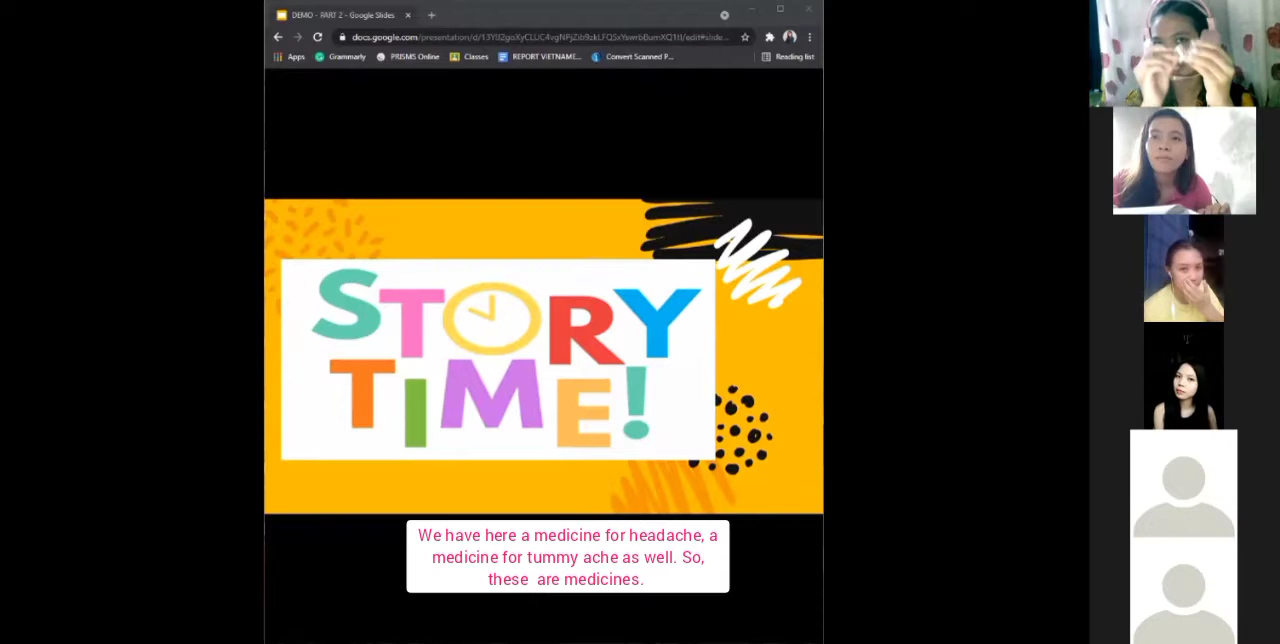 DEMO - PART 2 - Google Slides
Apps Grammarly PRISMS Online Classes REPORT VIETNAME... Convert Scanned P... Reading list
STORY
TIME!
We have here a medicine for headache, a
medicine for tummy ache as well. So,
these are medicines.